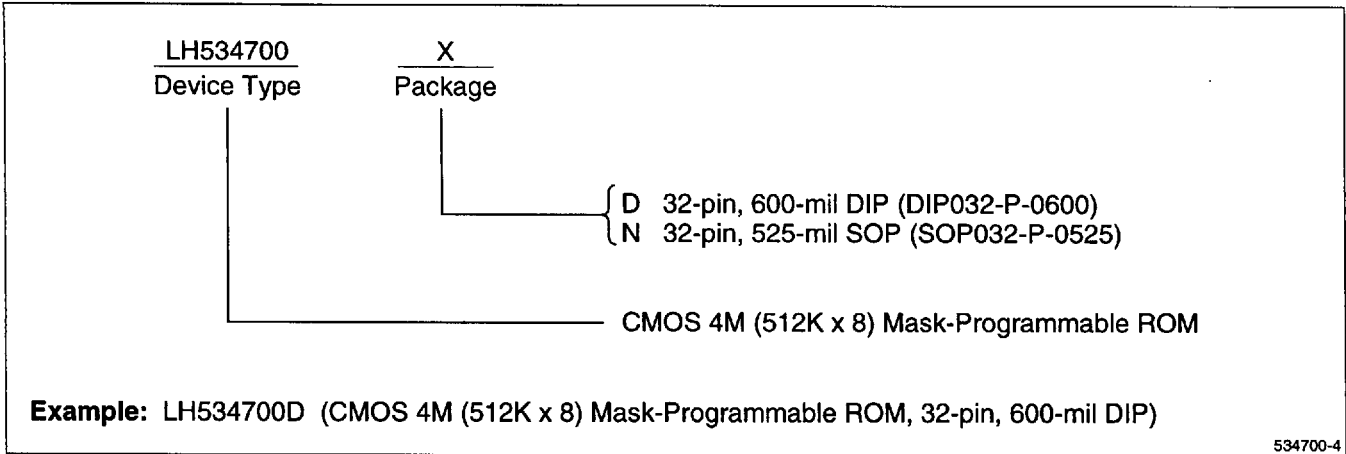 LH534700 X
Device Type Package
D 32-pin, 600-mil DIP (DIP032-P-0600)
N 32-pin, 525-mil SOP (SOP032-P-0525)
CMOS 4M (512K x 8) Mask-Programmable ROM
Example: LH534700D (CMOS 4M (512K x 8) Mask-Programmable ROM, 32-pin, 600-mil DIP)
534700-4